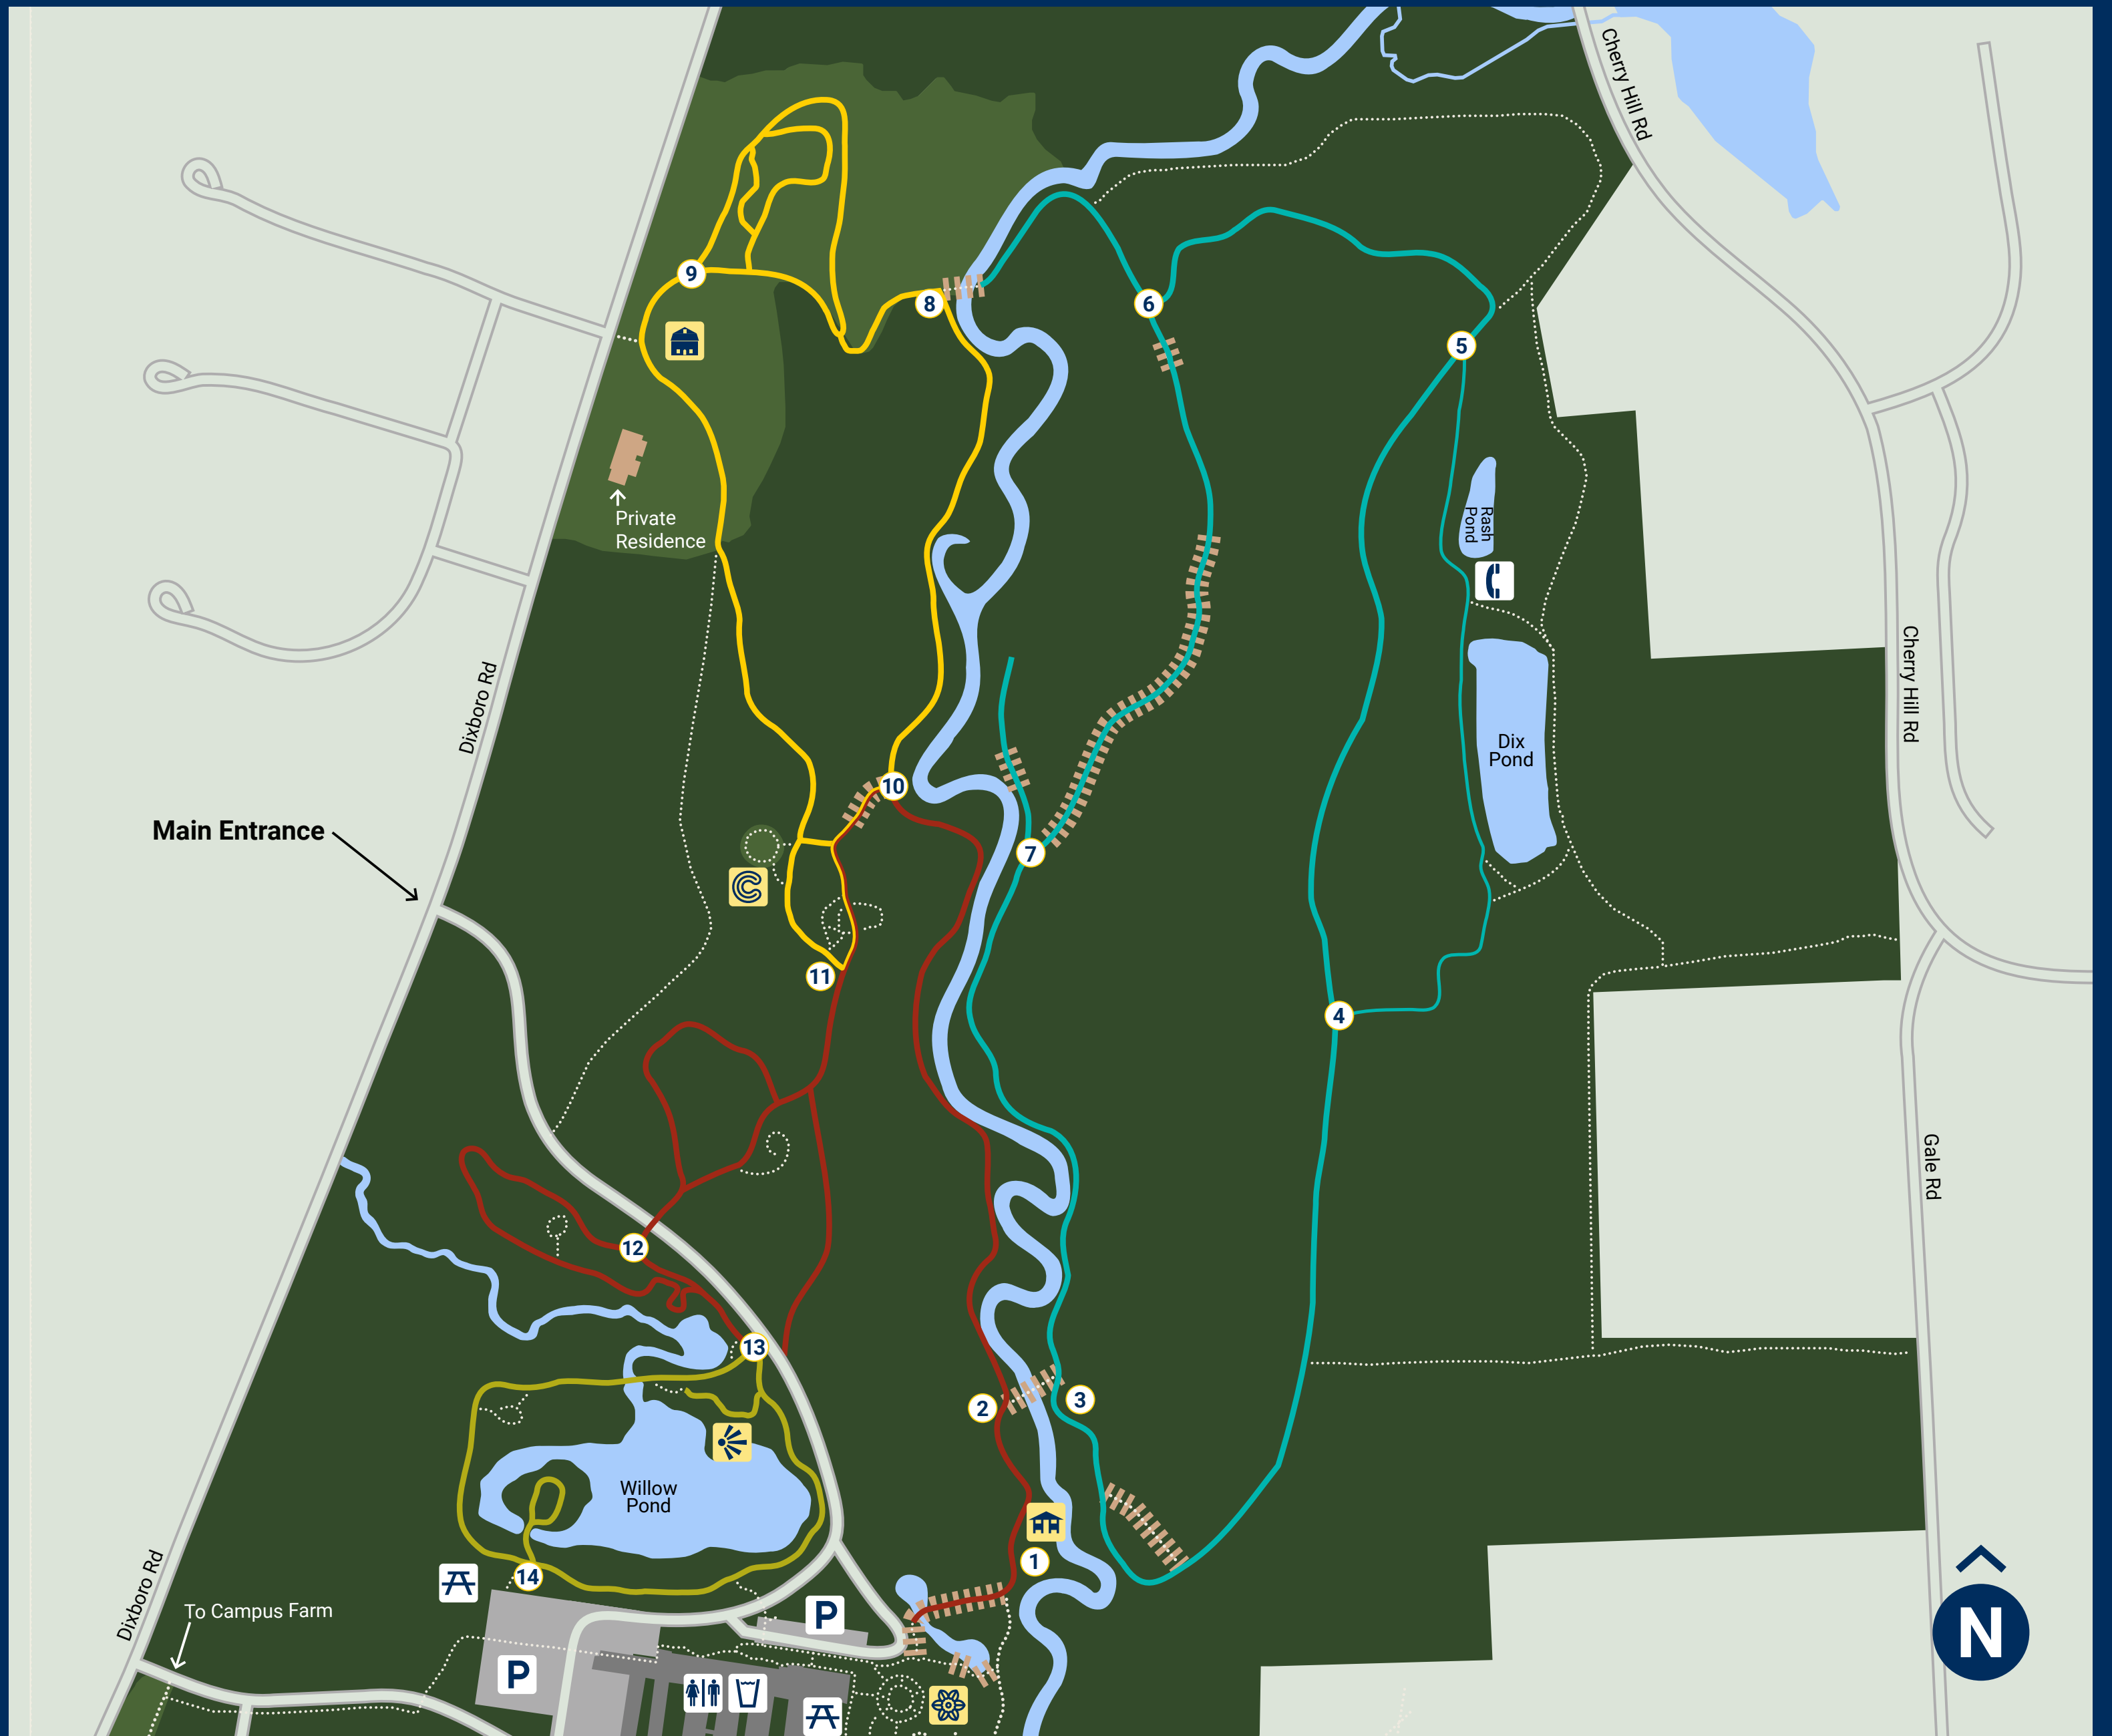 Cherry Hill Rd
9
8
6
5
Private
Residence
Rash
Pond
Dixboro Rd
Cherry Hill Rd
Dix
Pond
10
Main Entrance
7
11
4
Gale Rd
12
13
2
3
Willow
Pond
1
14
Dixboro Rd
To Campus Farm
P
P
N